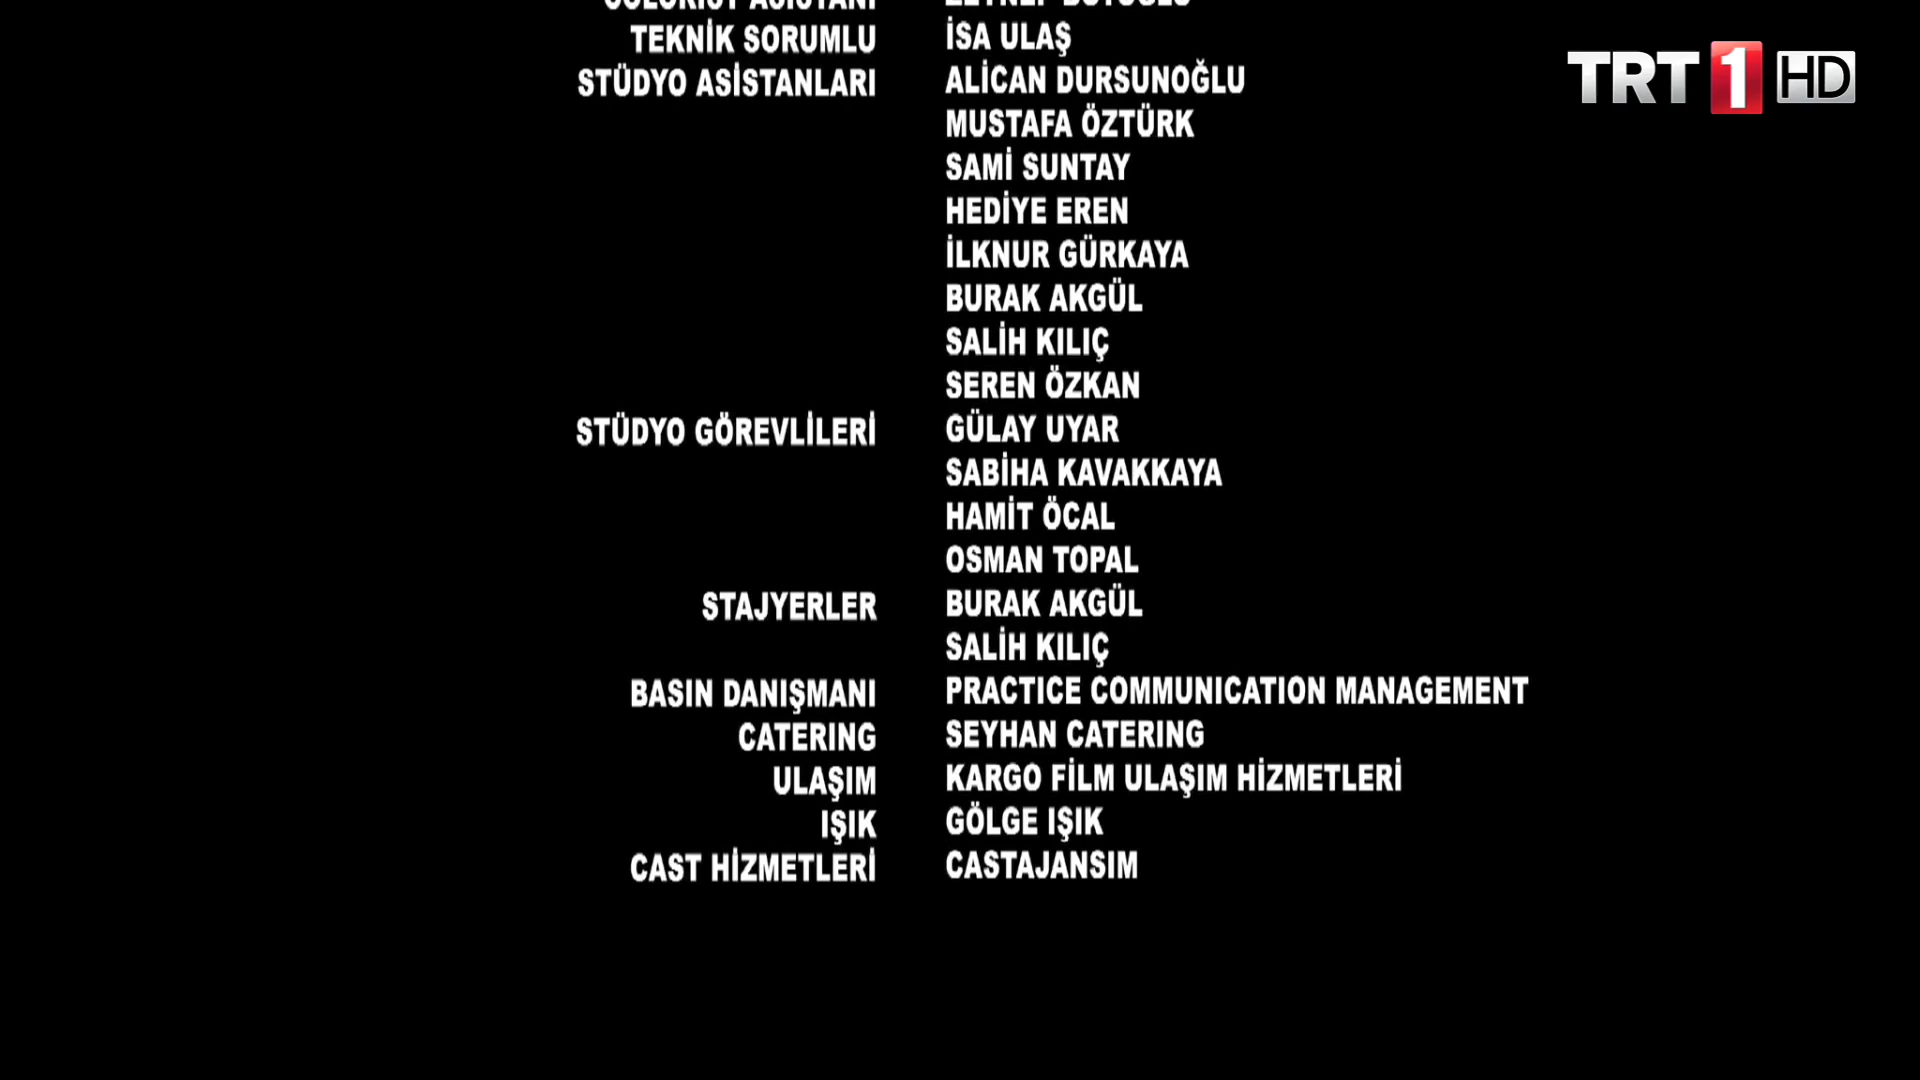 TEKNİK SORUMLU İSA ULAŞ
STÜDYO ASİSTANLARI ALİCAN DURSUNOĞLU
TRT 1 HD
MUSTAFA ÖZTÜRK
SAMİ SUNTAY
HEDİYE EREN
İLKNUR GÜRKAYA
BURAK AKGÜL
SALİH KILIÇ
SEREN ÖZKAN
STÜDYO GÖREVLİLERİ GÜLAY UYAR
SABİHA KAVAKKAYA
HAMİT ÖCAL
OSMAN TOPAL
STAJYERLER BURAK AKGÜL
SALİH KILIÇ
BASIN DANIŞMANI PRACTICE COMMUNICATION MANAGEMENT
CATERING SEYHAN CATERING
ULAŞIM KARGO FİLM ULAŞIM HİZMETLERİ
IŞIK GÖLGE IŞIK
CAST HİZMETLERİ CASTAJANSIM